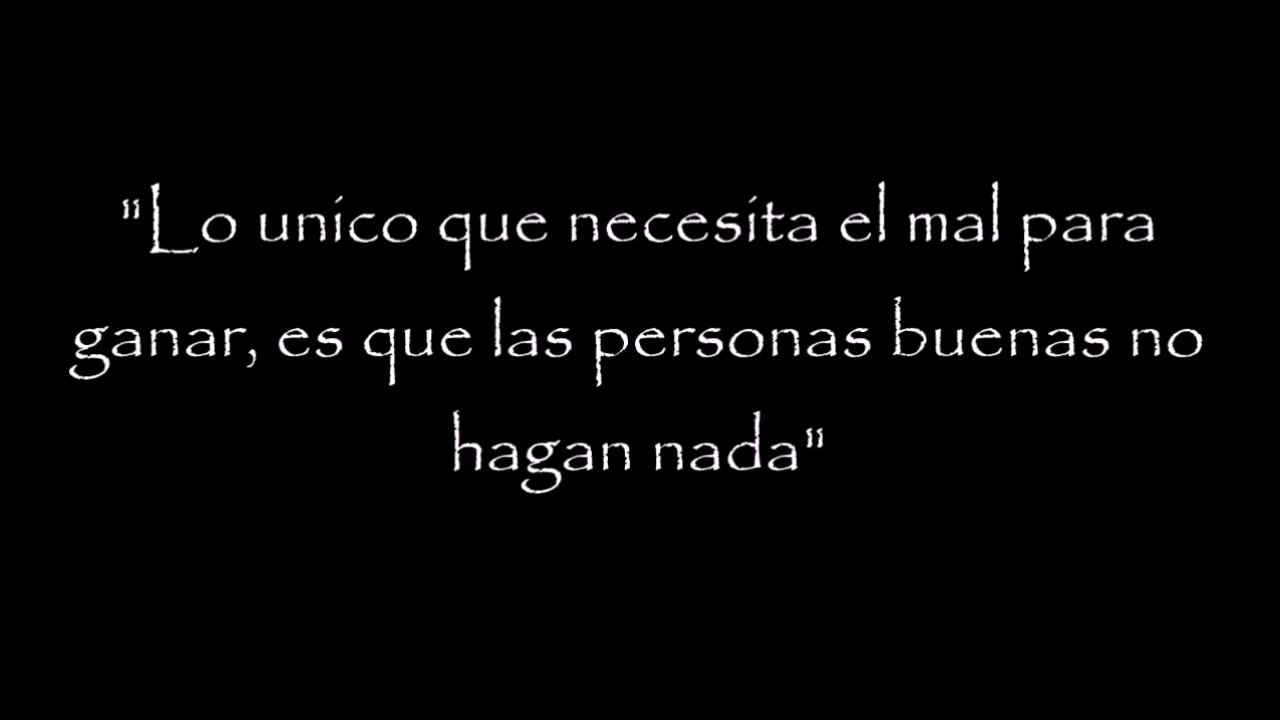 "Lo unico que necesita el mal para
ganar, es que las personas buenas no
hagan nada"